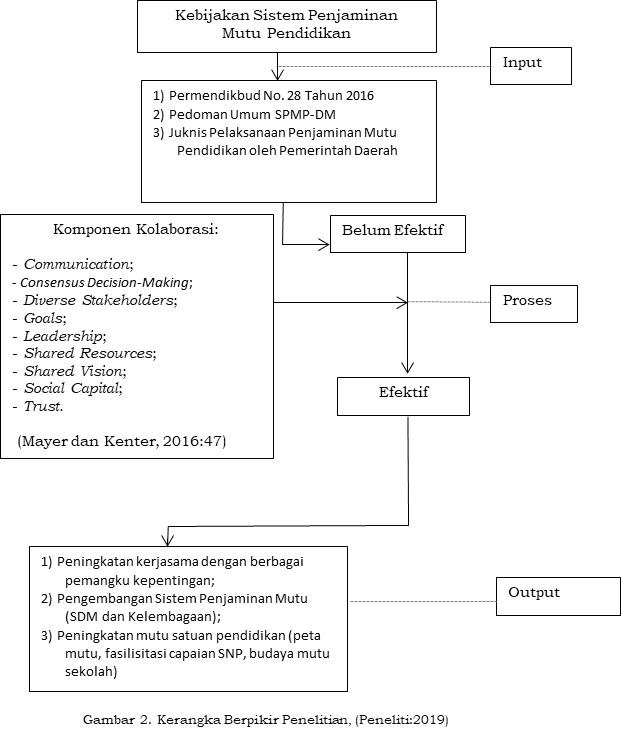 Kebijakan Sistem Penjaminan
Mutu Pendidikan
Input
1) Permendikbud No. 28 Tahun 2016
2) Pedoman Umum SPMP-DM
3) Juknis Pelaksanaan Penjaminan Mutu
Pendidikan oleh Pemerintah Daerah
Belum Efektif
Komponen Kolaborasi:
- Communication;
- Consensus Decision-Making;
- Diverse Stakeholders;
- Goals;
- Leadership;
- Shared Resources;
- Shared Vision;
- Social Capital;
- Trust.
(Mayer dan Kenter, 2016:47)
Proses
Efektif
1) Peningkatan kerjasama dengan berbagai
pemangku kepentingan;
2) Pengembangan Sistem Penjaminan Mutu
(SDM dan Kelembagaan);
3) Peningkatan mutu satuan pendidikan (peta
mutu, fasilisitasi capaian SNP, budaya mutu
sekolah)
Output
Gambar 2. Kerangka Berpikir Penelitian, (Peneliti:2019)